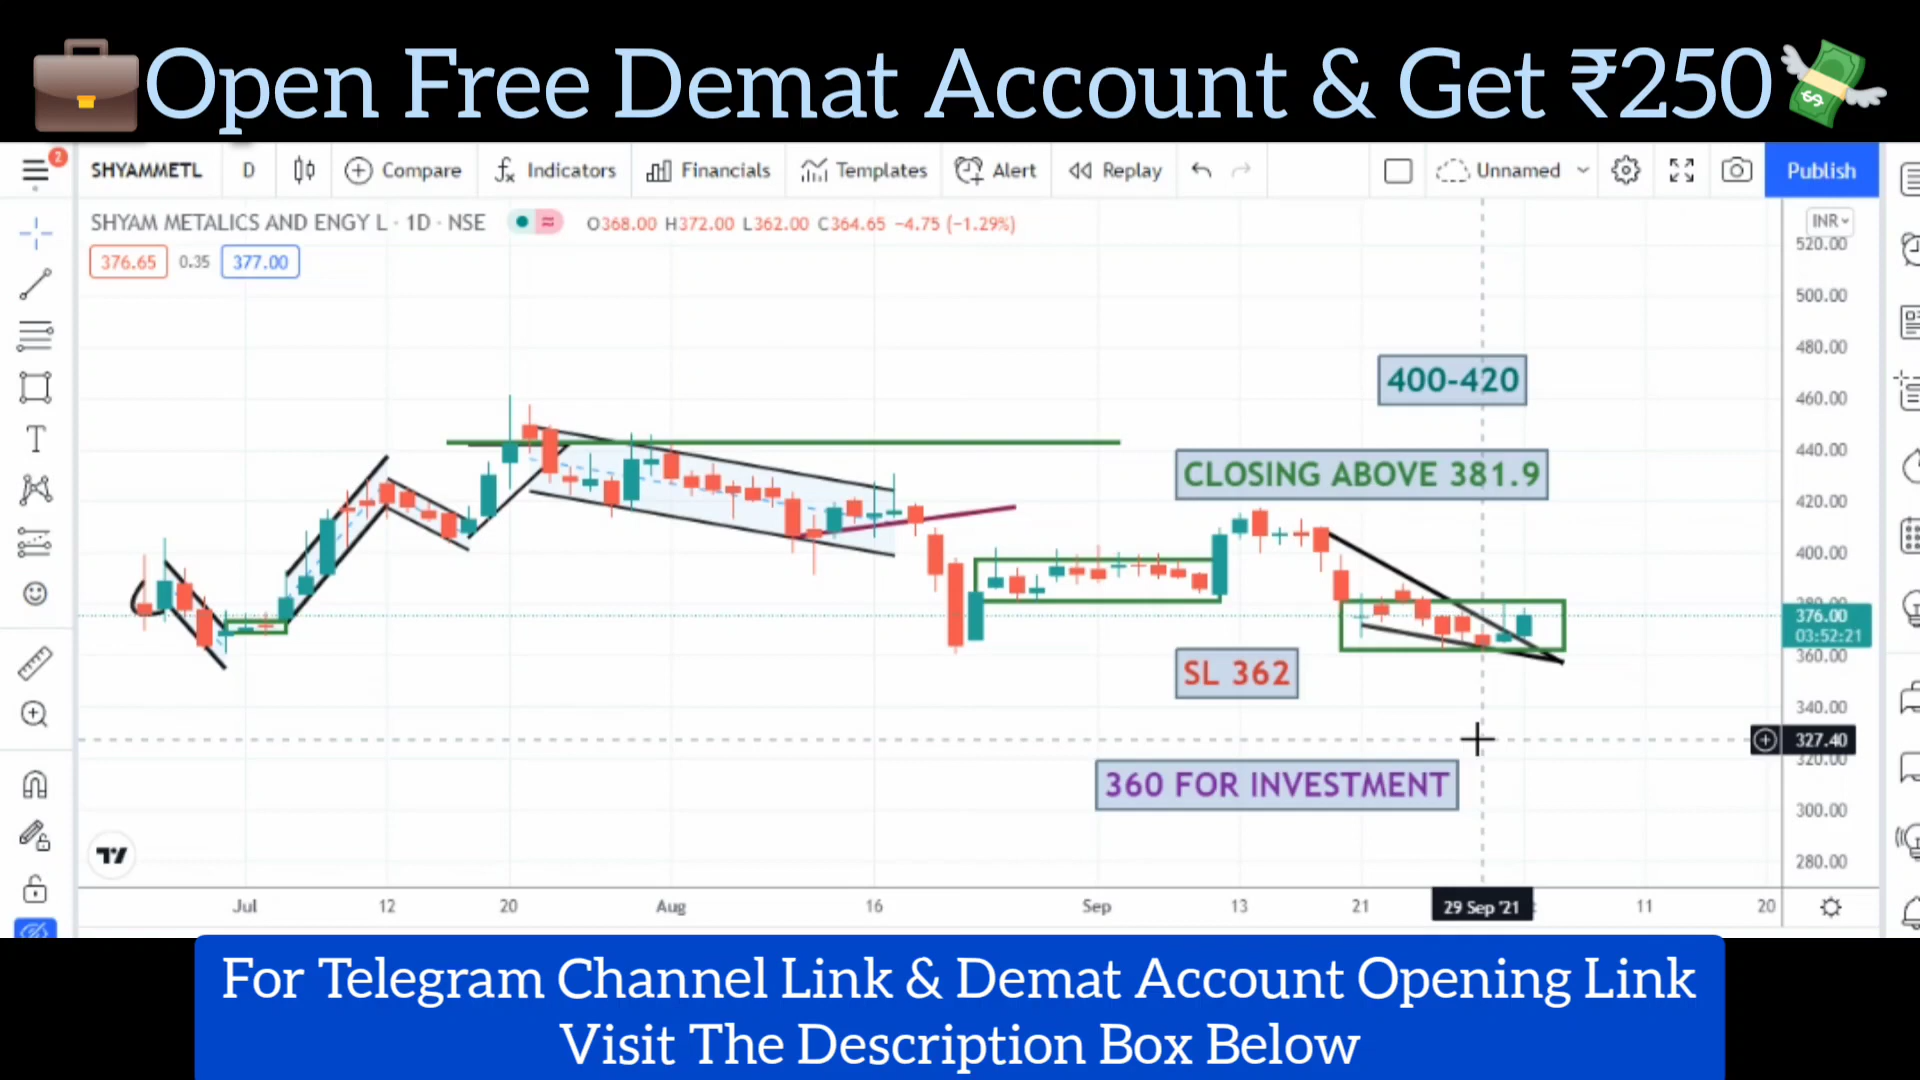 Open Free Demat Account & Get ₹250
2
SHYAMMETL D Compare Indicators Financials Templates Alert Replay Unnamed Publish
SHYAM METALICS AND ENGY L · 1D · NSE O368.00 H372.00 L362.00 C364.65 −4.75 (−1.29%) INR
376.65 0.35 377.00
520.00
500.00
480.00
400-420
460.00
440.00
CLOSING ABOVE 381.9
420.00
400.00
376.00
03:52:21
360.00
SL 362
340.00
327.40
320.00
360 FOR INVESTMENT
300.00
280.00
Jul 12 20 Aug 16 Sep 13 21 29 Sep '21 11 20
For Telegram Channel Link & Demat Account Opening Link
Visit The Description Box Below